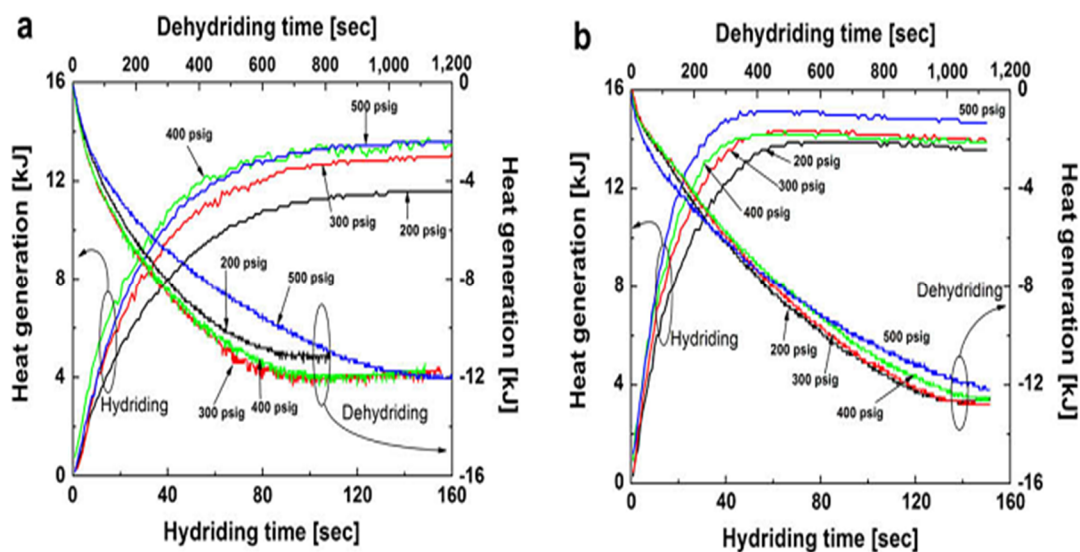 a
Dehydriding time [sec]
0 200 400 600 800 1,000 1,200
Heat generation [kJ]
16
12
8
4
0
0
-4
-8
-12
-16
Heat generation [kJ]
500 psig
400 psig
300 psig
200 psig
200 psig
500 psig
300 psig
400 psig
Hydriding
Dehydriding
0 40 80 120 160
Hydriding time [sec]
b
Dehydriding time [sec]
0 200 400 600 800 1,000 1,200
Heat generation [kJ]
16
12
8
4
0
0
-4
-8
-12
-16
Heat generation [kJ]
500 psig
200 psig
300 psig
400 psig
Dehydriding
Hydriding
200 psig
500 psig
300 psig
400 psig
0 40 80 120 160
Hydriding time [sec]